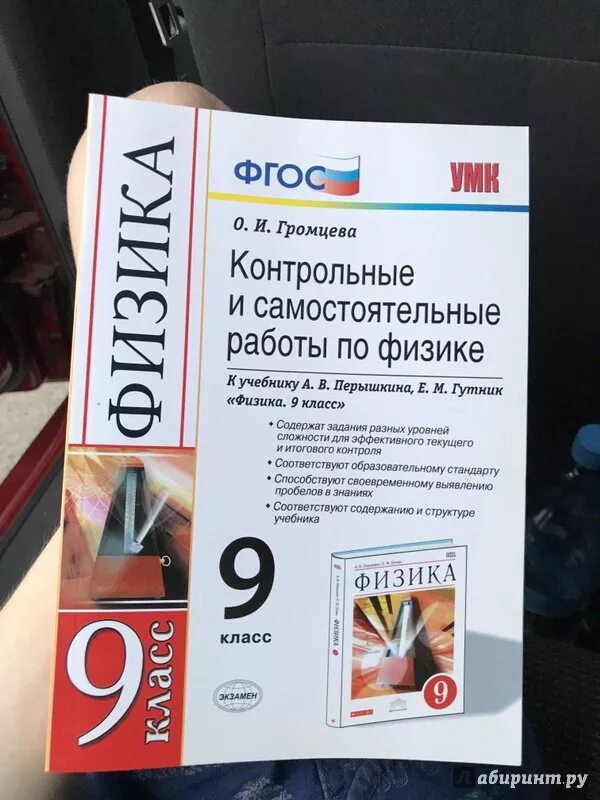 ФИЗИКА
9 класс
ФГОС
УМК
О. И. Громцева
Контрольные
и самостоятельные
работы по физике
К учебнику А. В. Перышкина, Е. М. Гутник
«Физика. 9 класс»
• Содержат задания разных уровней
сложности для эффективного текущего
и итогового контроля
• Соответствуют образовательному стандарту
• Способствуют своевременному выявлению
пробелов в знаниях
• Соответствуют содержанию и структуре
учебника
9
класс
ЭКЗАМЕН
ФИЗИКА
ФИЗИКА
9
Лабиринт.ру